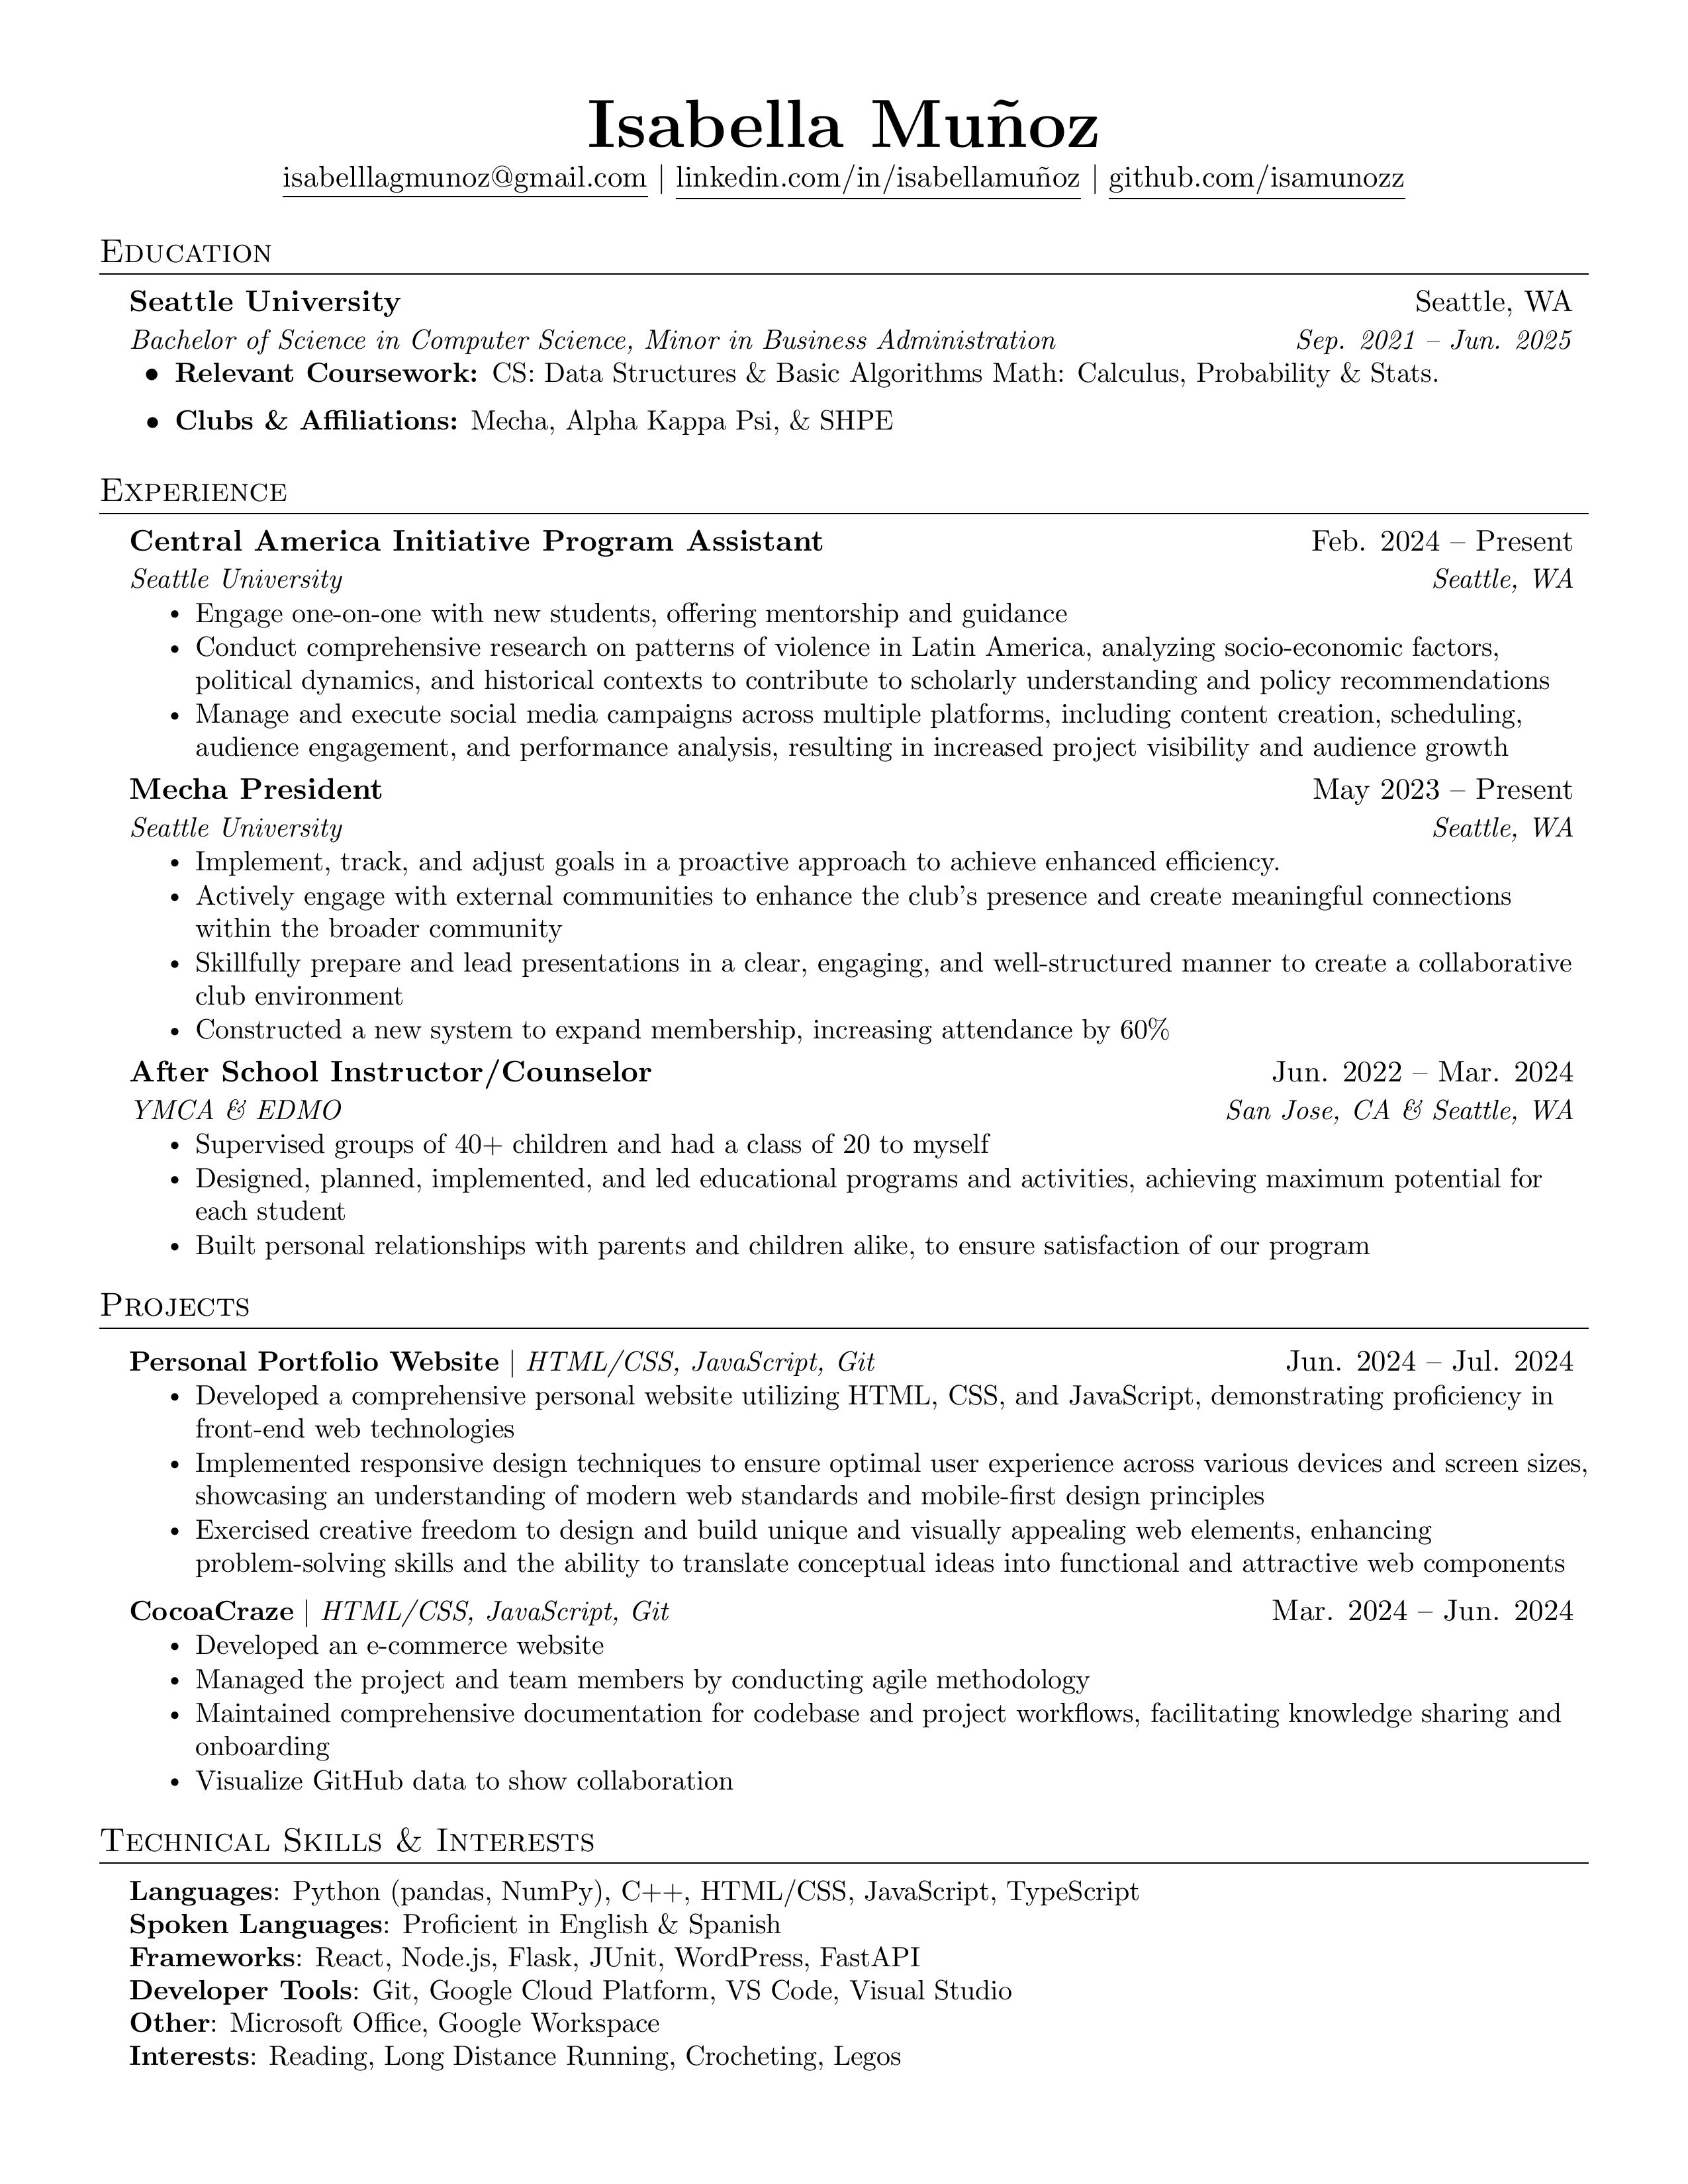 Isabella Muñoz
isabelllagmunoz@gmail.com | linkedin.com/in/isabellamuñoz | github.com/isamunozz
Education
Seattle University Seattle, WA
Bachelor of Science in Computer Science, Minor in Business Administration Sep. 2021 – Jun. 2025
• Relevant Coursework: CS: Data Structures & Basic Algorithms Math: Calculus, Probability & Stats.
• Clubs & Affiliations: Mecha, Alpha Kappa Psi, & SHPE
Experience
Central America Initiative Program Assistant Feb. 2024 – Present
Seattle University Seattle, WA
• Engage one-on-one with new students, offering mentorship and guidance
• Conduct comprehensive research on patterns of violence in Latin America, analyzing socio-economic factors,
political dynamics, and historical contexts to contribute to scholarly understanding and policy recommendations
• Manage and execute social media campaigns across multiple platforms, including content creation, scheduling,
audience engagement, and performance analysis, resulting in increased project visibility and audience growth
Mecha President May 2023 – Present
Seattle University Seattle, WA
• Implement, track, and adjust goals in a proactive approach to achieve enhanced efficiency.
• Actively engage with external communities to enhance the club's presence and create meaningful connections
within the broader community
• Skillfully prepare and lead presentations in a clear, engaging, and well-structured manner to create a collaborative
club environment
• Constructed a new system to expand membership, increasing attendance by 60%
After School Instructor/Counselor Jun. 2022 – Mar. 2024
YMCA & EDMO San Jose, CA & Seattle, WA
• Supervised groups of 40+ children and had a class of 20 to myself
• Designed, planned, implemented, and led educational programs and activities, achieving maximum potential for
each student
• Built personal relationships with parents and children alike, to ensure satisfaction of our program
Projects
Personal Portfolio Website | HTML/CSS, JavaScript, Git Jun. 2024 – Jul. 2024
• Developed a comprehensive personal website utilizing HTML, CSS, and JavaScript, demonstrating proficiency in
front-end web technologies
• Implemented responsive design techniques to ensure optimal user experience across various devices and screen sizes,
showcasing an understanding of modern web standards and mobile-first design principles
• Exercised creative freedom to design and build unique and visually appealing web elements, enhancing
problem-solving skills and the ability to translate conceptual ideas into functional and attractive web components
CocoaCraze | HTML/CSS, JavaScript, Git Mar. 2024 – Jun. 2024
• Developed an e-commerce website
• Managed the project and team members by conducting agile methodology
• Maintained comprehensive documentation for codebase and project workflows, facilitating knowledge sharing and
onboarding
• Visualize GitHub data to show collaboration
Technical Skills & Interests
Languages: Python (pandas, NumPy), C++, HTML/CSS, JavaScript, TypeScript
Spoken Languages: Proficient in English & Spanish
Frameworks: React, Node.js, Flask, JUnit, WordPress, FastAPI
Developer Tools: Git, Google Cloud Platform, VS Code, Visual Studio
Other: Microsoft Office, Google Workspace
Interests: Reading, Long Distance Running, Crocheting, Legos